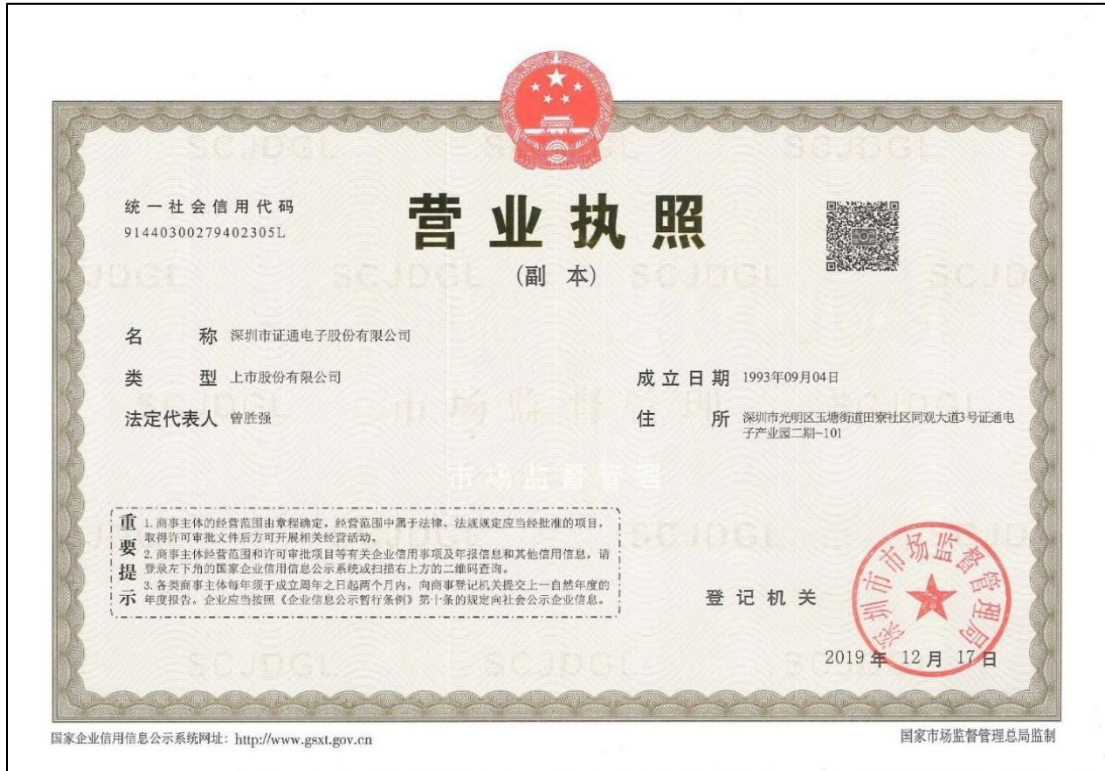 统一社会信用代码
91440300279402305L
营业执照
(副 本)
名 称 深圳市证通电子股份有限公司
类 型 上市股份有限公司
法定代表人 曾胜强
成立日期 1993年09月04日
住 所 深圳市光明区玉塘街道田寮社区同观大道3号证通电
子产业园二期-101
重要提示
1.商事主体的经营范围由章程确定。经营范围中属于法律、法规规定应当经批准的项目,
取得许可审批文件后方可开展相关经营活动。
2.商事主体经营范围和许可审批项目等有关企业信用事项及年报信息和其他信用信息,请
登录左下角的国家企业信用信息公示系统或扫描右上方的二维码查询。
3.各类商事主体每年须于成立周年之日起两个月内,向商事登记机关提交上一自然年度的
年度报告。企业应当按照《企业信息公示暂行条例》第十条的规定向社会公示企业信息。
登记机关
深圳市市场监督管理局
2019年 12月 17日
SCJDGL SCJDGL SCJDGL
SCJDGL SCJDGL SCJDGL
市场监督管理
SCJDGL SCJDGL SCJDGL
国家企业信用信息公示系统网址:http://www.gsxt.gov.cn
国家市场监督管理总局监制